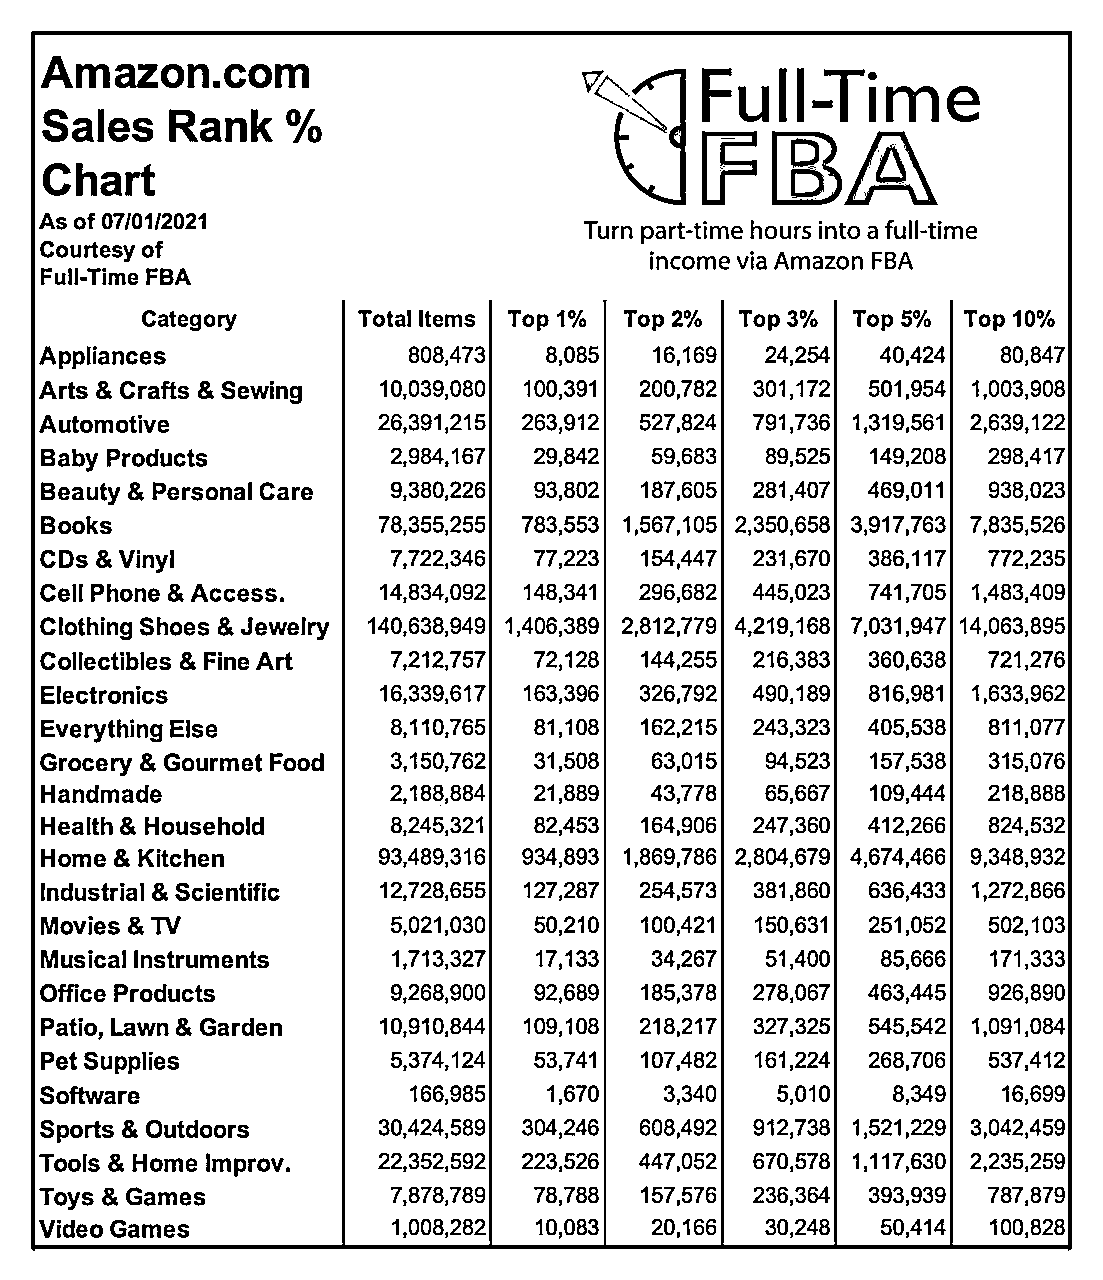 Amazon.com
Sales Rank %
Chart
As of 07/01/2021
Courtesy of
Full-Time FBA
Full-Time
FBA
Turn part-time hours into a full-time
income via Amazon FBA
Category Total Items Top 1% Top 2% Top 3% Top 5% Top 10%
Appliances 808,473 8,085 16,169 24,254 40,424 80,847
Arts & Crafts & Sewing 10,039,080 100,391 200,782 301,172 501,954 1,003,908
Automotive 26,391,215 263,912 527,824 791,736 1,319,561 2,639,122
Baby Products 2,984,167 29,842 59,683 89,525 149,208 298,417
Beauty & Personal Care 9,380,226 93,802 187,605 281,407 469,011 938,023
Books 78,355,255 783,553 1,567,105 2,350,658 3,917,763 7,835,526
CDs & Vinyl 7,722,346 77,223 154,447 231,670 386,117 772,235
Cell Phone & Access. 14,834,092 148,341 296,682 445,023 741,705 1,483,409
Clothing Shoes & Jewelry 140,638,949 1,406,389 2,812,779 4,219,168 7,031,947 14,063,895
Collectibles & Fine Art 7,212,757 72,128 144,255 216,383 360,638 721,276
Electronics 16,339,617 163,396 326,792 490,189 816,981 1,633,962
Everything Else 8,110,765 81,108 162,215 243,323 405,538 811,077
Grocery & Gourmet Food 3,150,762 31,508 63,015 94,523 157,538 315,076
Handmade 2,188,884 21,889 43,778 65,667 109,444 218,888
Health & Household 8,245,321 82,453 164,906 247,360 412,266 824,532
Home & Kitchen 93,489,316 934,893 1,869,786 2,804,679 4,674,466 9,348,932
Industrial & Scientific 12,728,655 127,287 254,573 381,860 636,433 1,272,866
Movies & TV 5,021,030 50,210 100,421 150,631 251,052 502,103
Musical Instruments 1,713,327 17,133 34,267 51,400 85,666 171,333
Office Products 9,268,900 92,689 185,378 278,067 463,445 926,890
Patio, Lawn & Garden 10,910,844 109,108 218,217 327,325 545,542 1,091,084
Pet Supplies 5,374,124 53,741 107,482 161,224 268,706 537,412
Software 166,985 1,670 3,340 5,010 8,349 16,699
Sports & Outdoors 30,424,589 304,246 608,492 912,738 1,521,229 3,042,459
Tools & Home Improv. 22,352,592 223,526 447,052 670,578 1,117,630 2,235,259
Toys & Games 7,878,789 78,788 157,576 236,364 393,939 787,879
Video Games 1,008,282 10,083 20,166 30,248 50,414 100,828